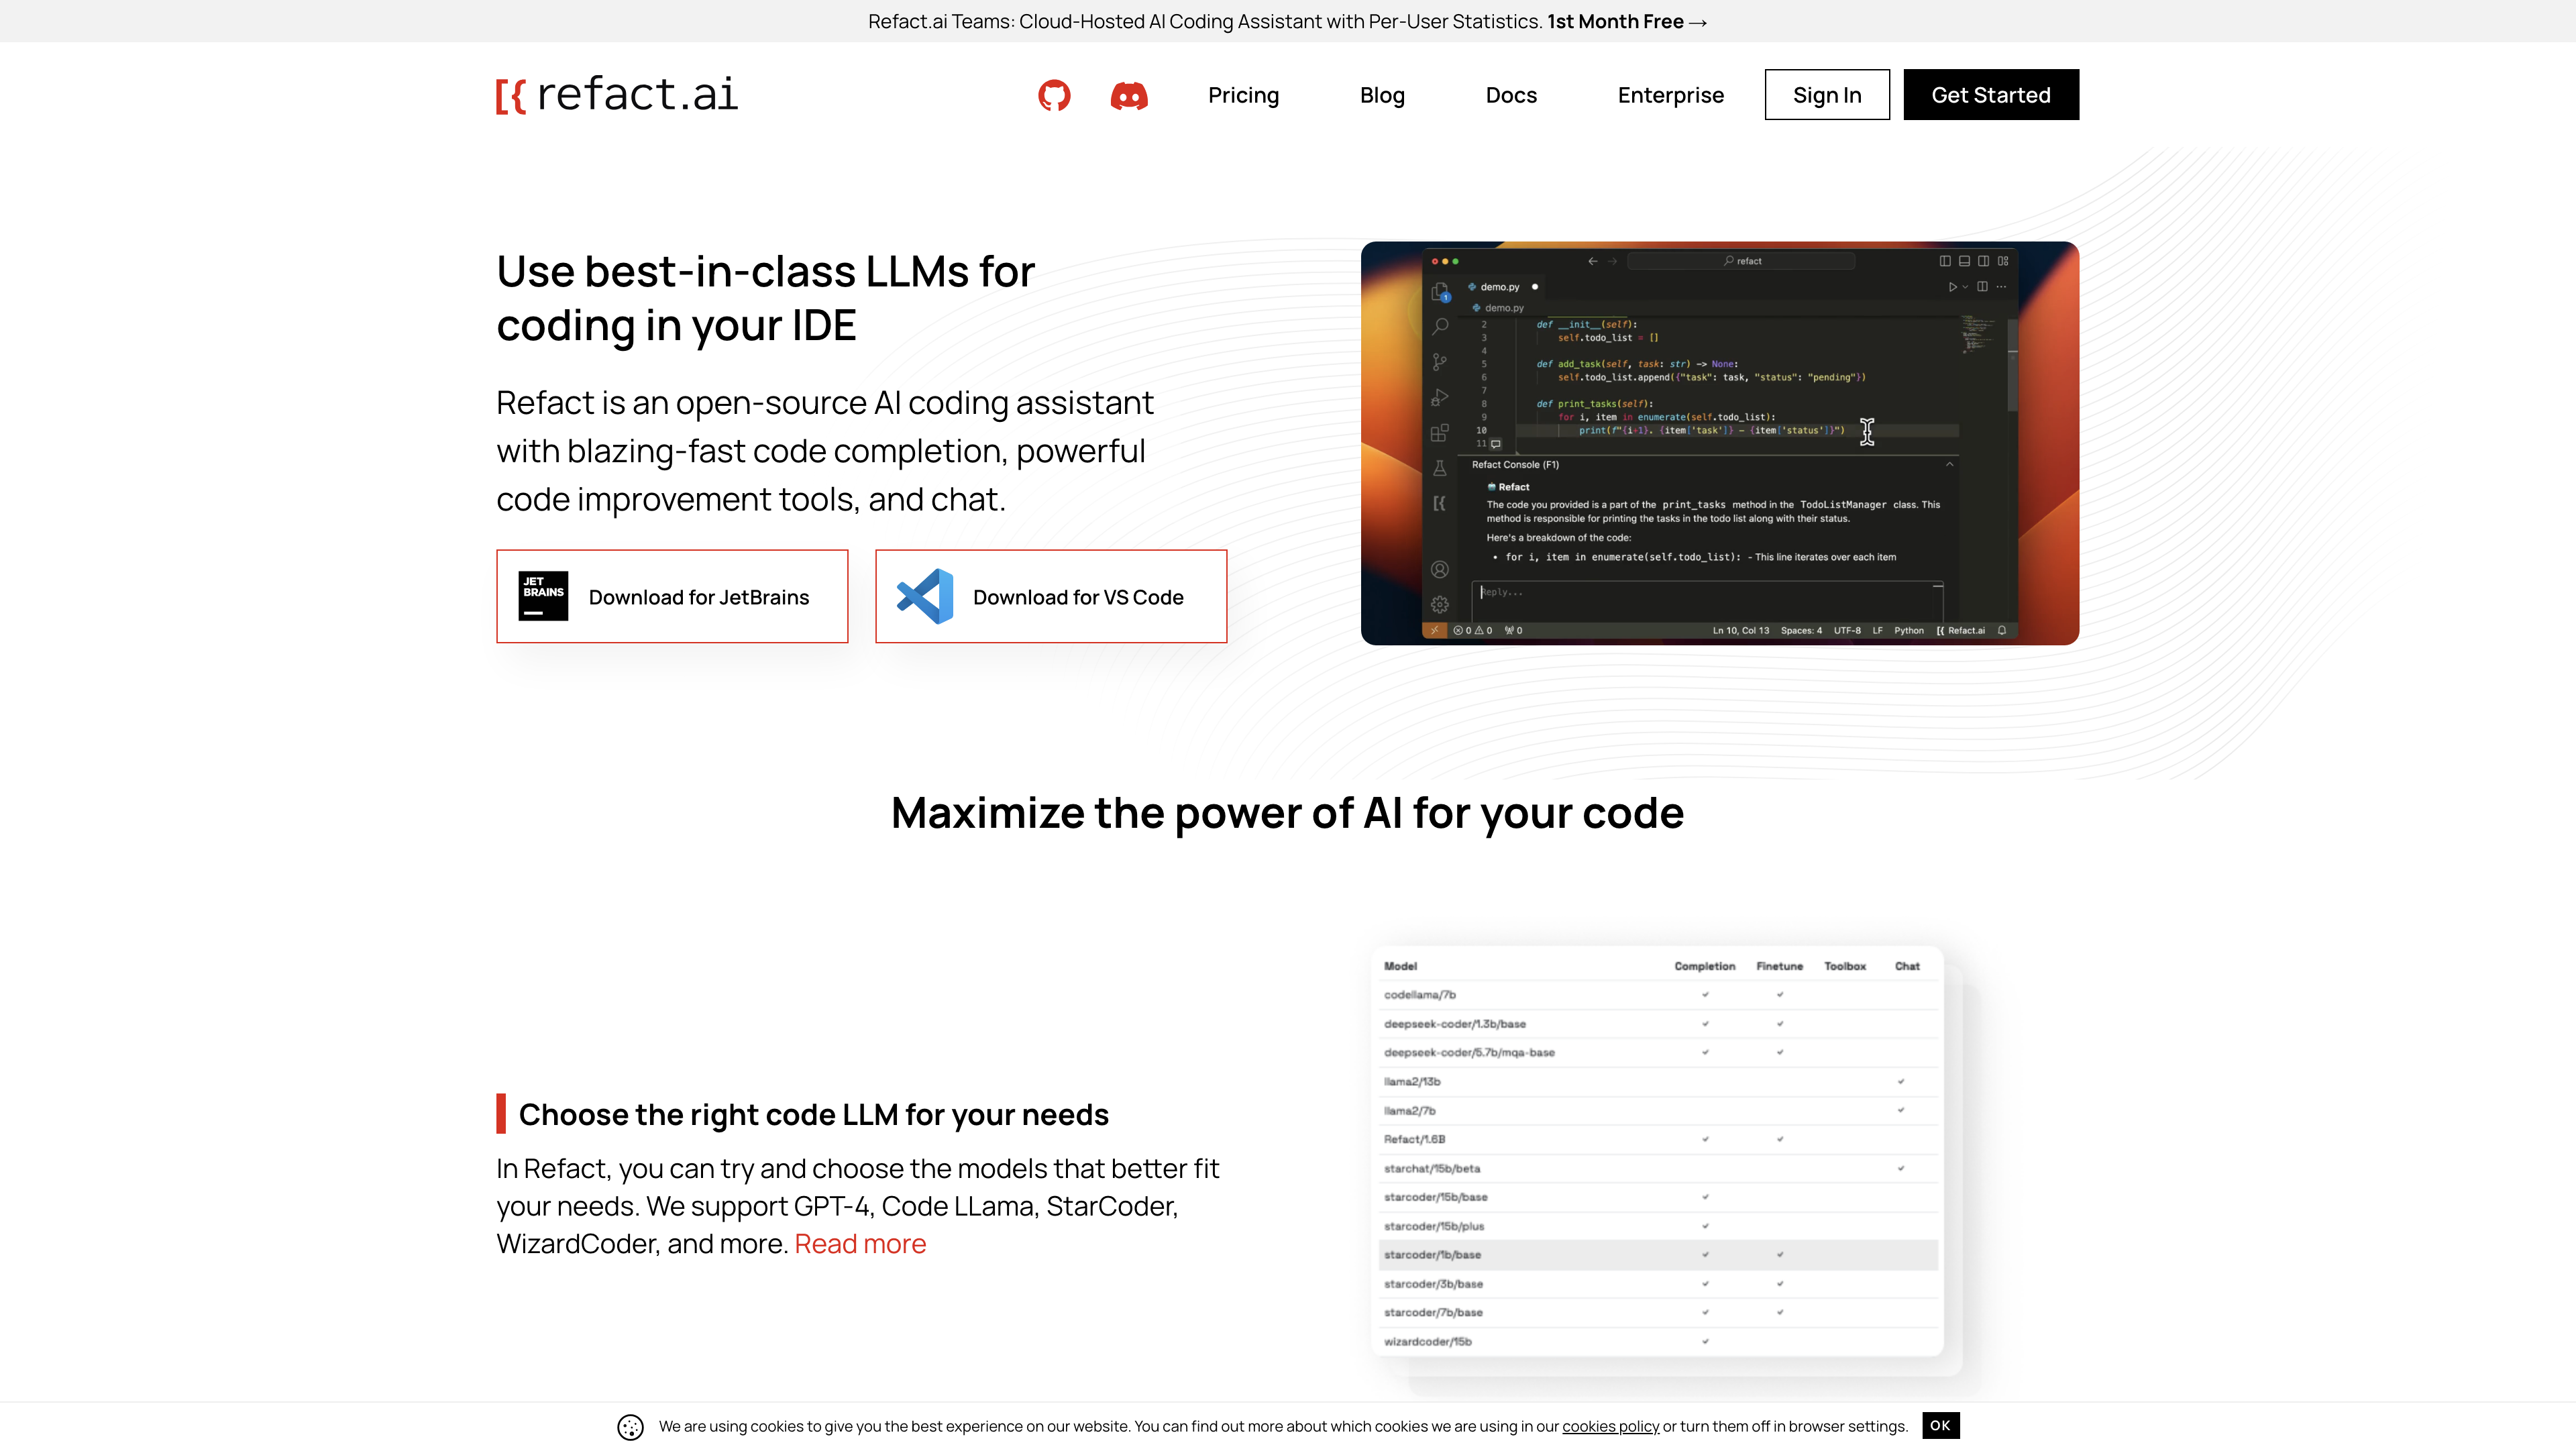 Refact.ai Teams: Cloud-Hosted AI Coding Assistant with Per-User Statistics. 1st Month Free →
[{ refact.ai
Pricing
Blog
Docs
Enterprise
Sign In
Get Started
Use best-in-class LLMs for
coding in your IDE
Refact is an open-source AI coding assistant
with blazing-fast code completion, powerful
code improvement tools, and chat.
JET
BRAINS
Download for JetBrains
Download for VS Code
refact
demo.py
demo.py
1
2 def __init__(self):
3 self.todo_list = []
4
5 def add_task(self, task: str) -> None:
6 self.todo_list.append({"task": task, "status": "pending"})
7
8 def print_tasks(self):
9 for i, item in enumerate(self.todo_list):
10 print(f"{i+1}. {item['task']} - {item['status']}")
11
Refact Console (F1)
Refact
The code you provided is a part of the print_tasks method in the TodoListManager class. This
method is responsible for printing the tasks in the todo list along with their status.
Here's a breakdown of the code:
• for i, item in enumerate(self.todo_list): - This line iterates over each item
Reply...
0 0 0 Ln 10, Col 13 Spaces: 4 UTF-8 LF Python [{ Refact.ai
Maximize the power of AI for your code
Choose the right code LLM for your needs
In Refact, you can try and choose the models that better fit
your needs. We support GPT-4, Code LLama, StarCoder,
WizardCoder, and more. Read more
Model Completion Finetune Toolbox Chat
codellama/7b ✓ ✓
deepseek-coder/1.3b/base ✓ ✓
deepseek-coder/5.7b/mqa-base ✓ ✓
llama2/13b ✓
llama2/7b ✓
Refact/1.6B ✓ ✓
starchat/15b/beta ✓
starcoder/15b/base ✓
starcoder/15b/plus ✓
starcoder/1b/base ✓ ✓
starcoder/3b/base ✓ ✓
starcoder/7b/base ✓ ✓
wizardcoder/15b ✓
We are using cookies to give you the best experience on our website. You can find out more about which cookies we are using in our cookies policy or turn them off in browser settings.
OK